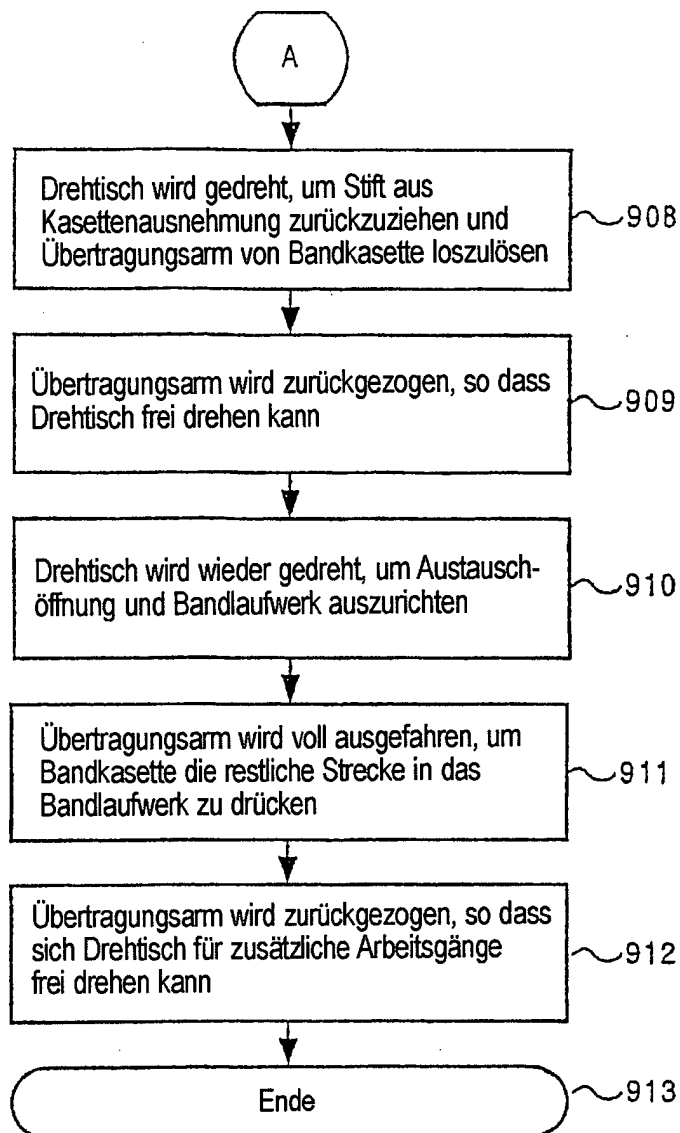 A
Drehtisch wird gedreht, um Stift aus
Kasettenausnehmung zurückzuziehen und
Übertragungsarm von Bandkasette loszulösen
908
Übertragungsarm wird zurückgezogen, so dass
Drehtisch frei drehen kann
909
Drehtisch wird wieder gedreht, um Austausch-
öffnung und Bandlaufwerk auszurichten
910
Übertragungsarm wird voll ausgefahren, um
Bandkasette die restliche Strecke in das
Bandlaufwerk zu drücken
911
Übertragungsarm wird zurückgezogen, so dass
sich Drehtisch für zusätzliche Arbeitsgänge
frei drehen kann
912
Ende
913